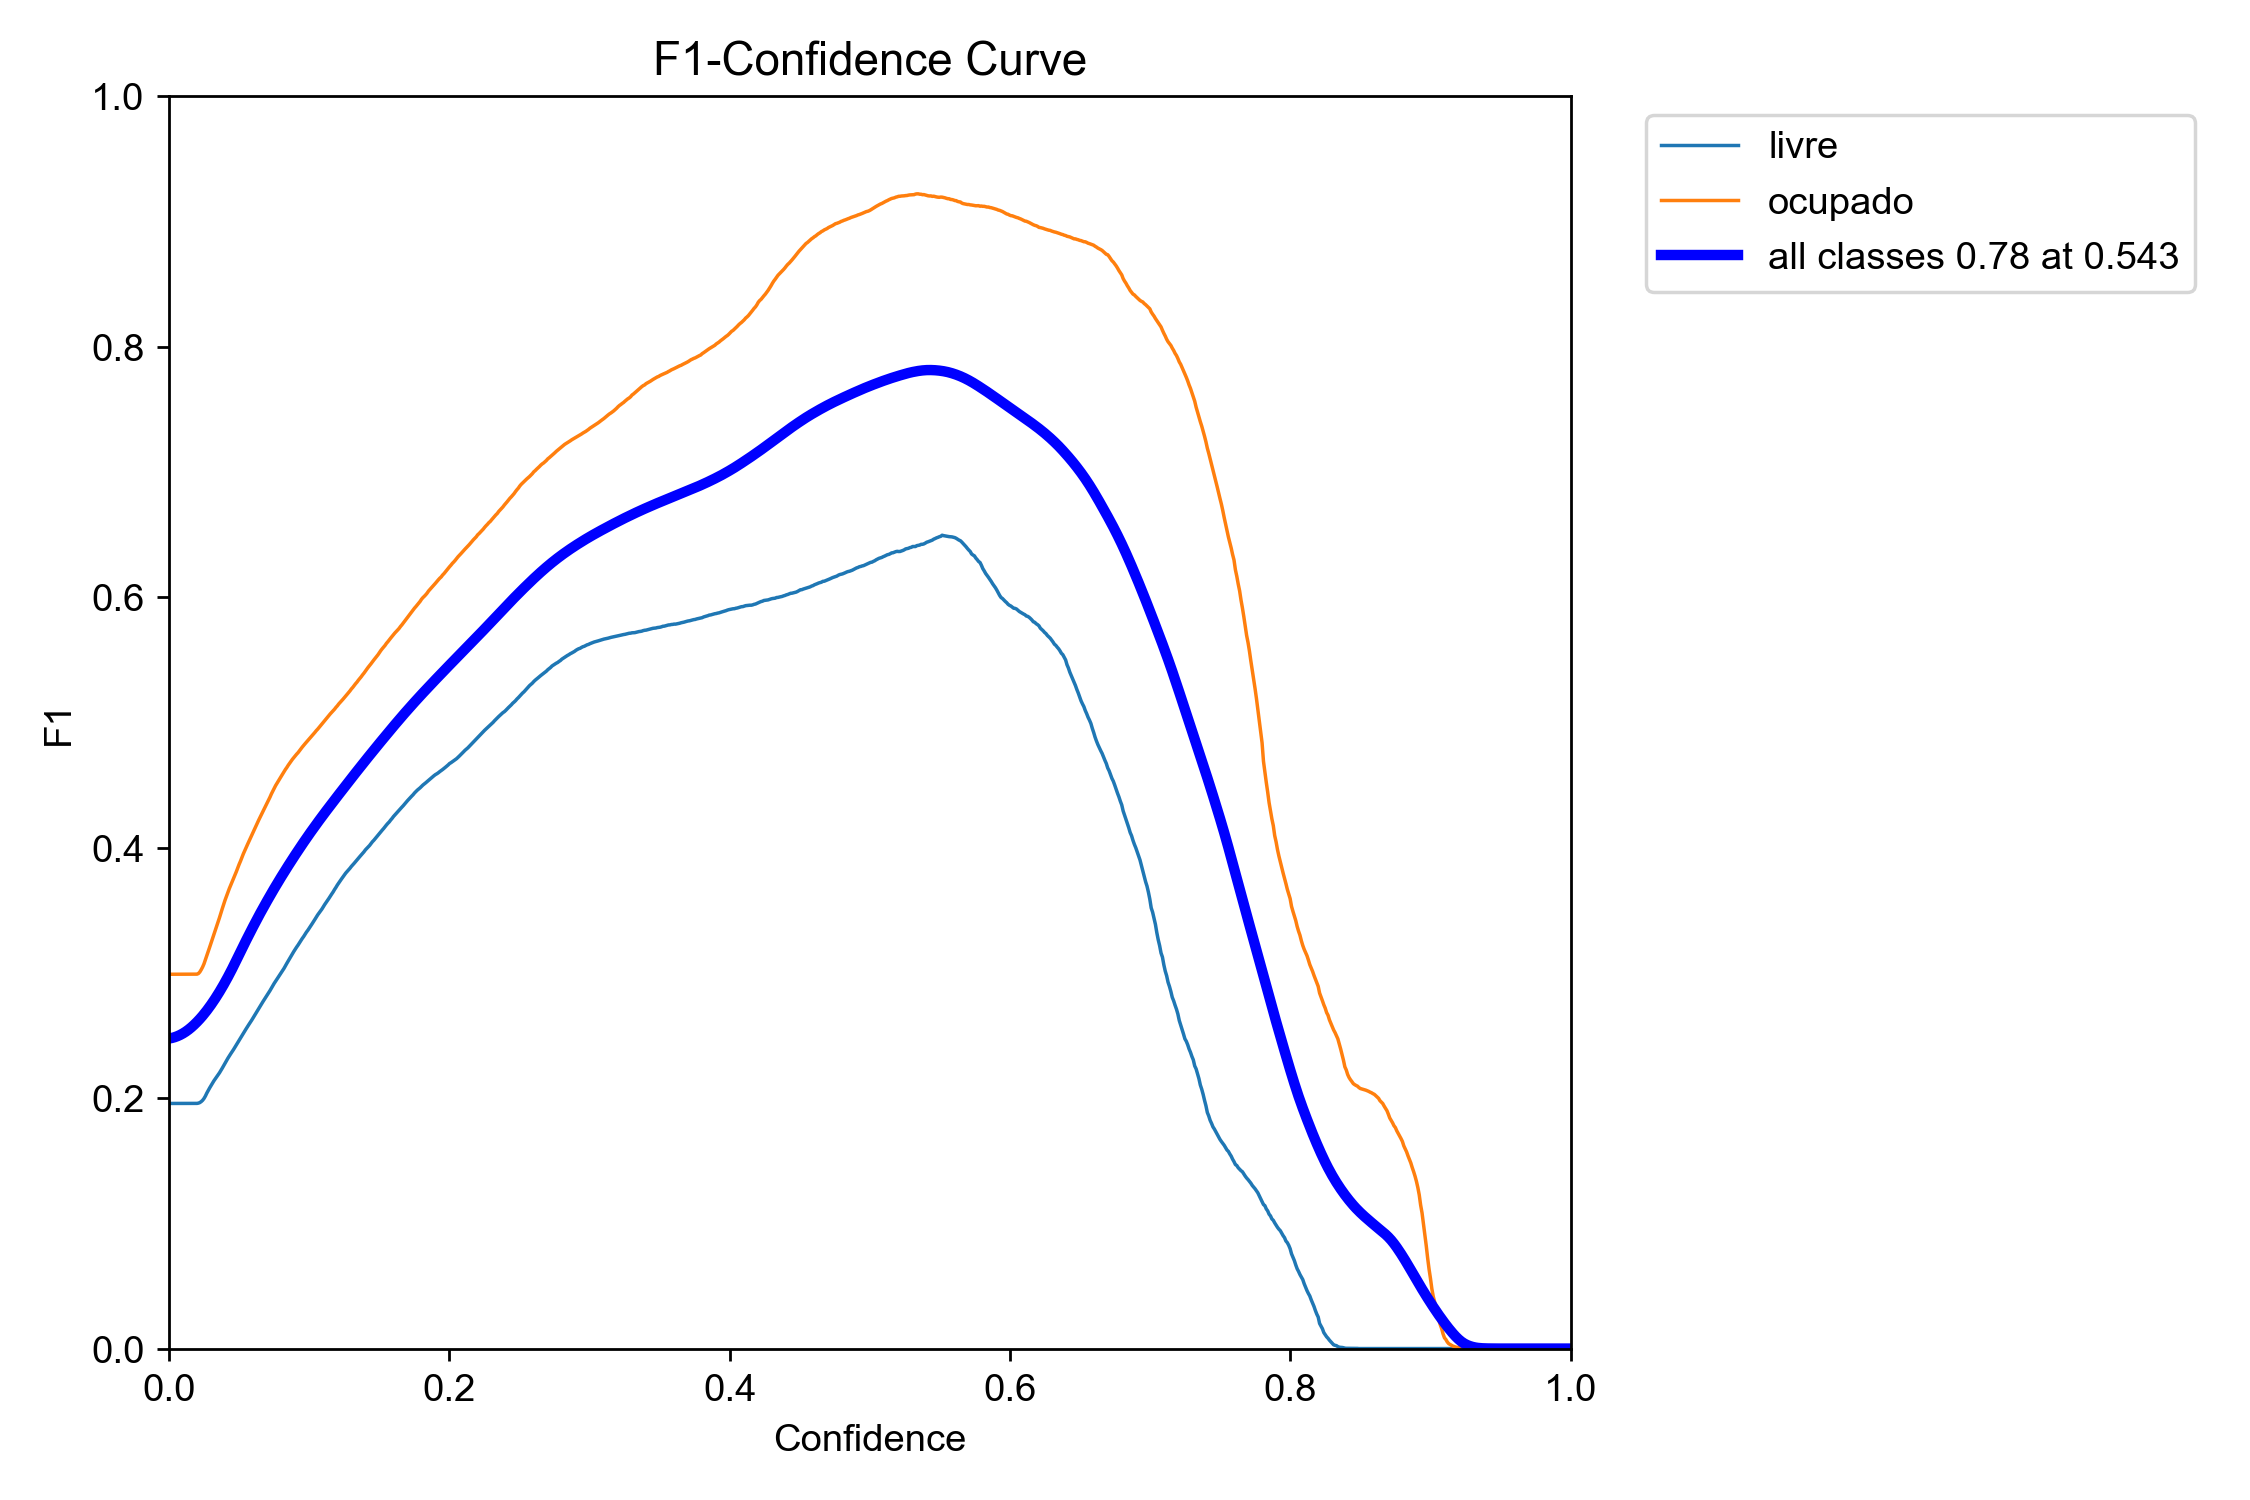 F1-Confidence Curve
1.0
0.8
0.6
0.4
0.2
0.0
F1
0.0 0.2 0.4 0.6 0.8 1.0
Confidence
livre
ocupado
all classes 0.78 at 0.543